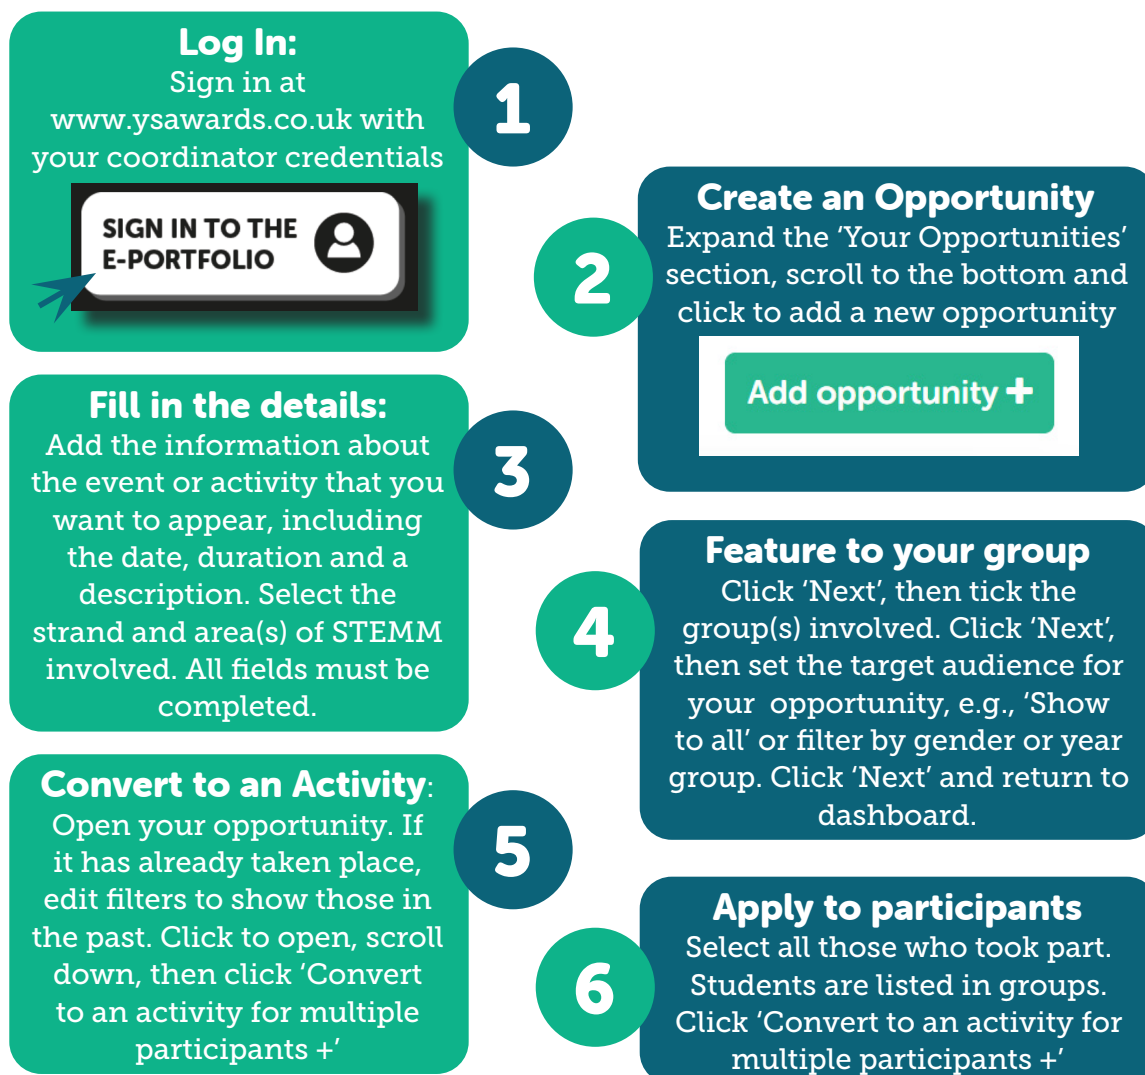 Log In:
Sign in at
www.ysawards.co.uk with
your coordinator credentials
SIGN IN TO THE
E-PORTFOLIO
1
Create an Opportunity
Expand the ‘Your Opportunities’
section, scroll to the bottom and
click to add a new opportunity
Add opportunity +
2
Fill in the details:
Add the information about
the event or activity that you
want to appear, including
the date, duration and a
description. Select the
strand and area(s) of STEMM
involved. All fields must be
completed.
3
Feature to your group
Click ‘Next’, then tick the
group(s) involved. Click ‘Next’,
then set the target audience for
your opportunity, e.g., ‘Show
to all’ or filter by gender or year
group. Click ‘Next’ and return to
dashboard.
4
Convert to an Activity:
Open your opportunity. If
it has already taken place,
edit filters to show those in
the past. Click to open, scroll
down, then click ‘Convert
to an activity for multiple
participants +’
5
Apply to participants
Select all those who took part.
Students are listed in groups.
Click ‘Convert to an activity for
multiple participants +’
6